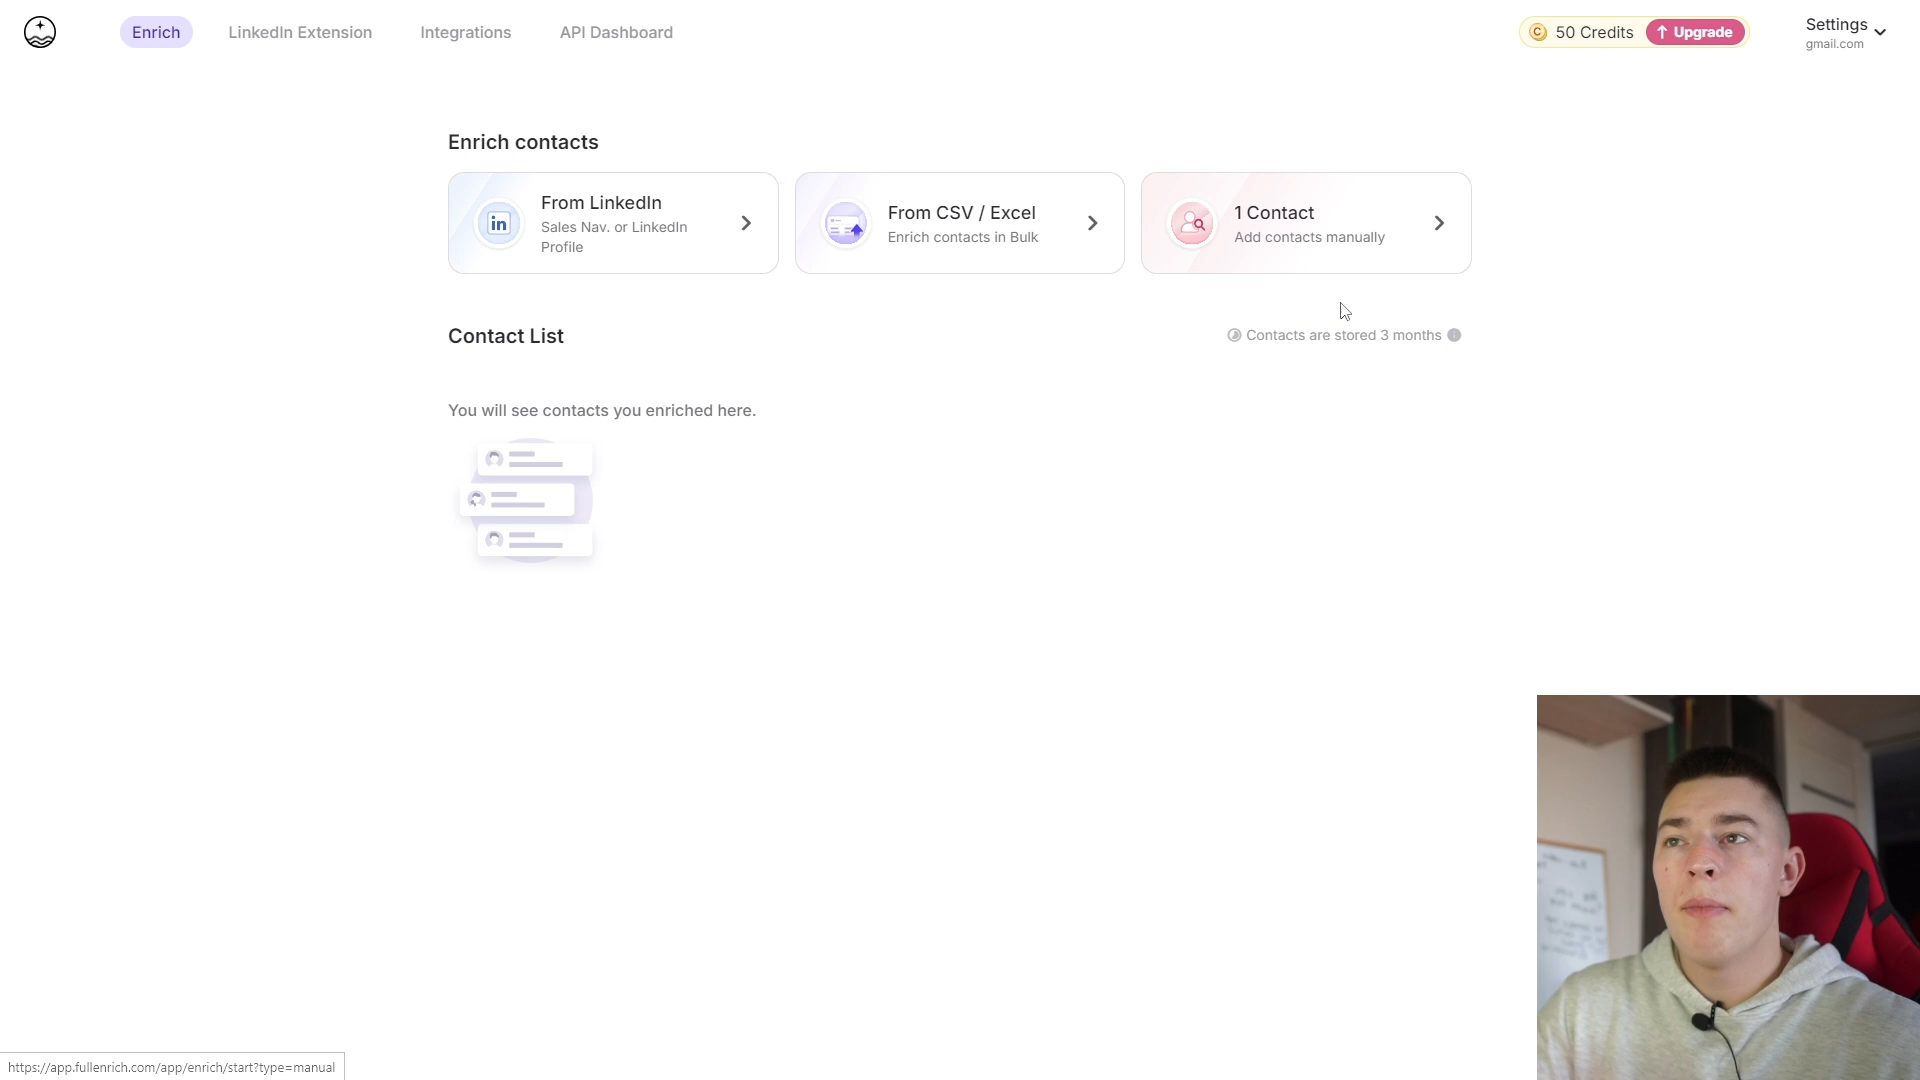 Enrich
LinkedIn Extension
Integrations
API Dashboard
50 Credits
Upgrade
Settings
gmail.com
Enrich contacts
From LinkedIn
Sales Nav. or LinkedIn
Profile
From CSV / Excel
Enrich contacts in Bulk
1 Contact
Add contacts manually
Contact List
Contacts are stored 3 months
You will see contacts you enriched here.
https://app.fullenrich.com/app/enrich/start?type=manual